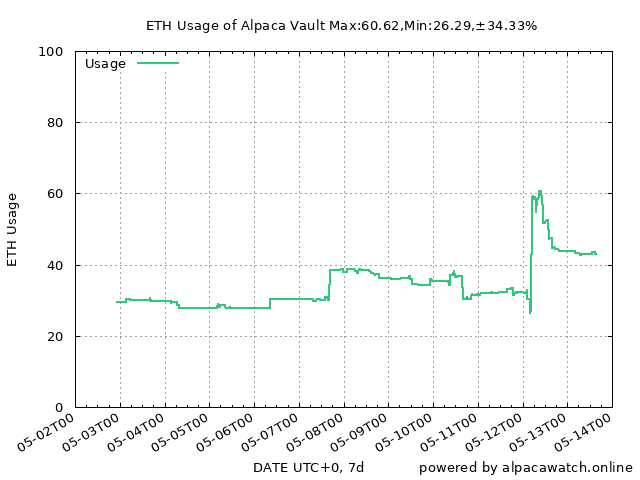 ETH Usage of Alpaca Vault Max:60.62,Min:26.29,±34.33%
Usage
100
80
60
40
20
0
ETH Usage
05-02T00
05-03T00
05-04T00
05-05T00
05-06T00
05-07T00
05-08T00
05-09T00
05-10T00
05-11T00
05-12T00
05-13T00
05-14T00
DATE UTC+0, 7d
powered by alpacawatch.online